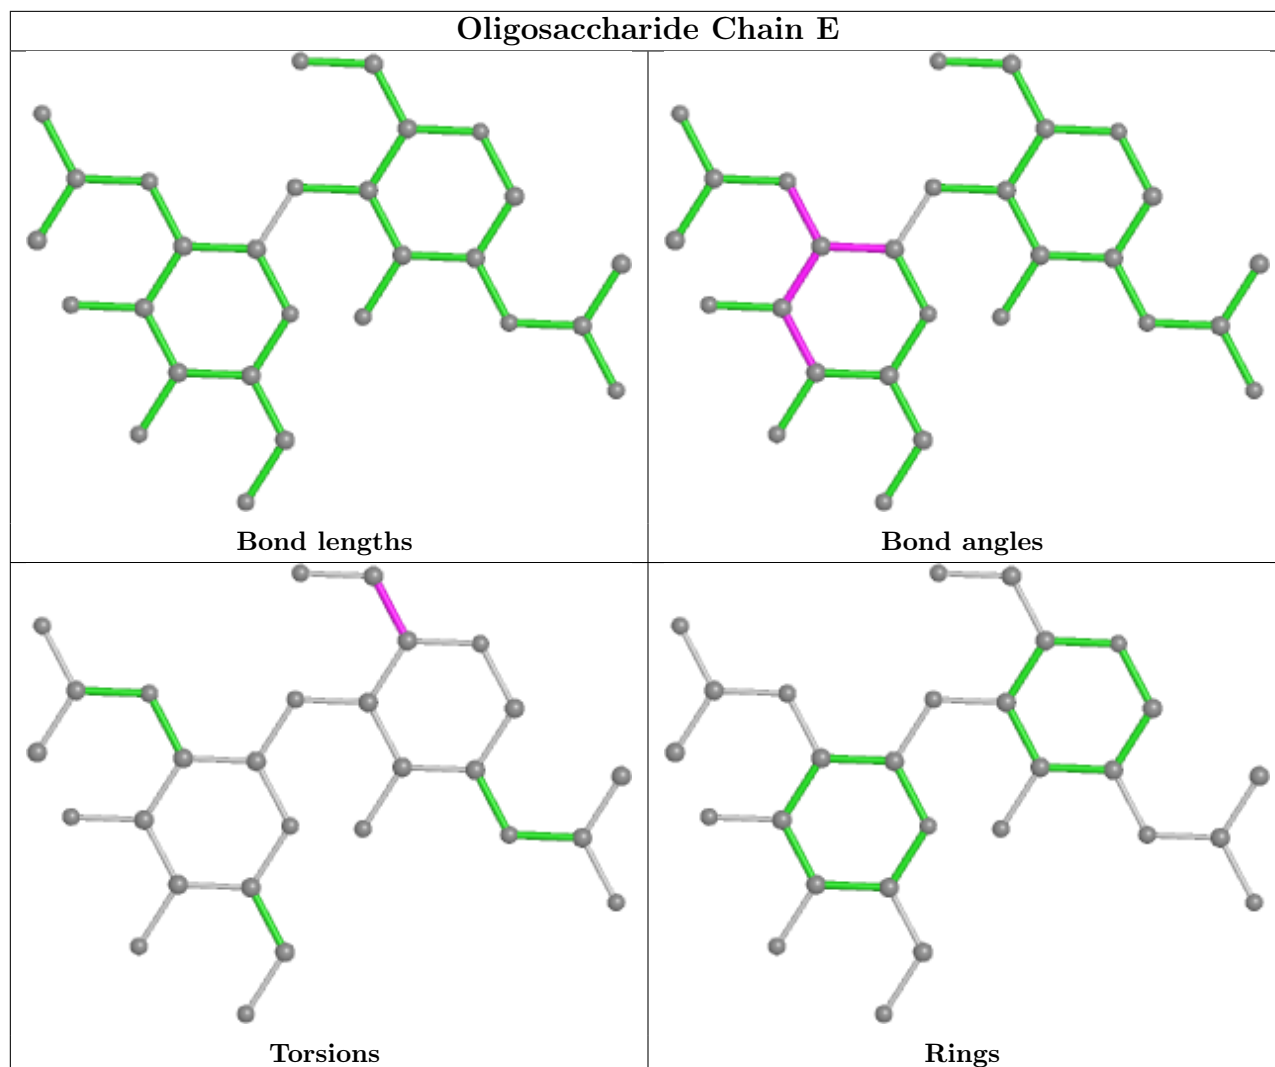 Oligosaccharide Chain E
Bond lengths
Bond angles
Torsions
Rings